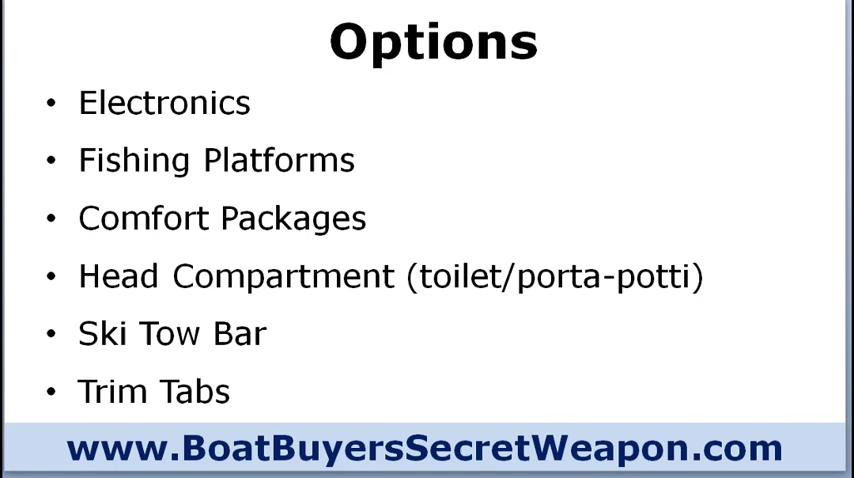 Options
• Electronics
• Fishing Platforms
• Comfort Packages
• Head Compartment (toilet/porta-potti)
• Ski Tow Bar
• Trim Tabs
www.BoatBuyersSecretWeapon.com